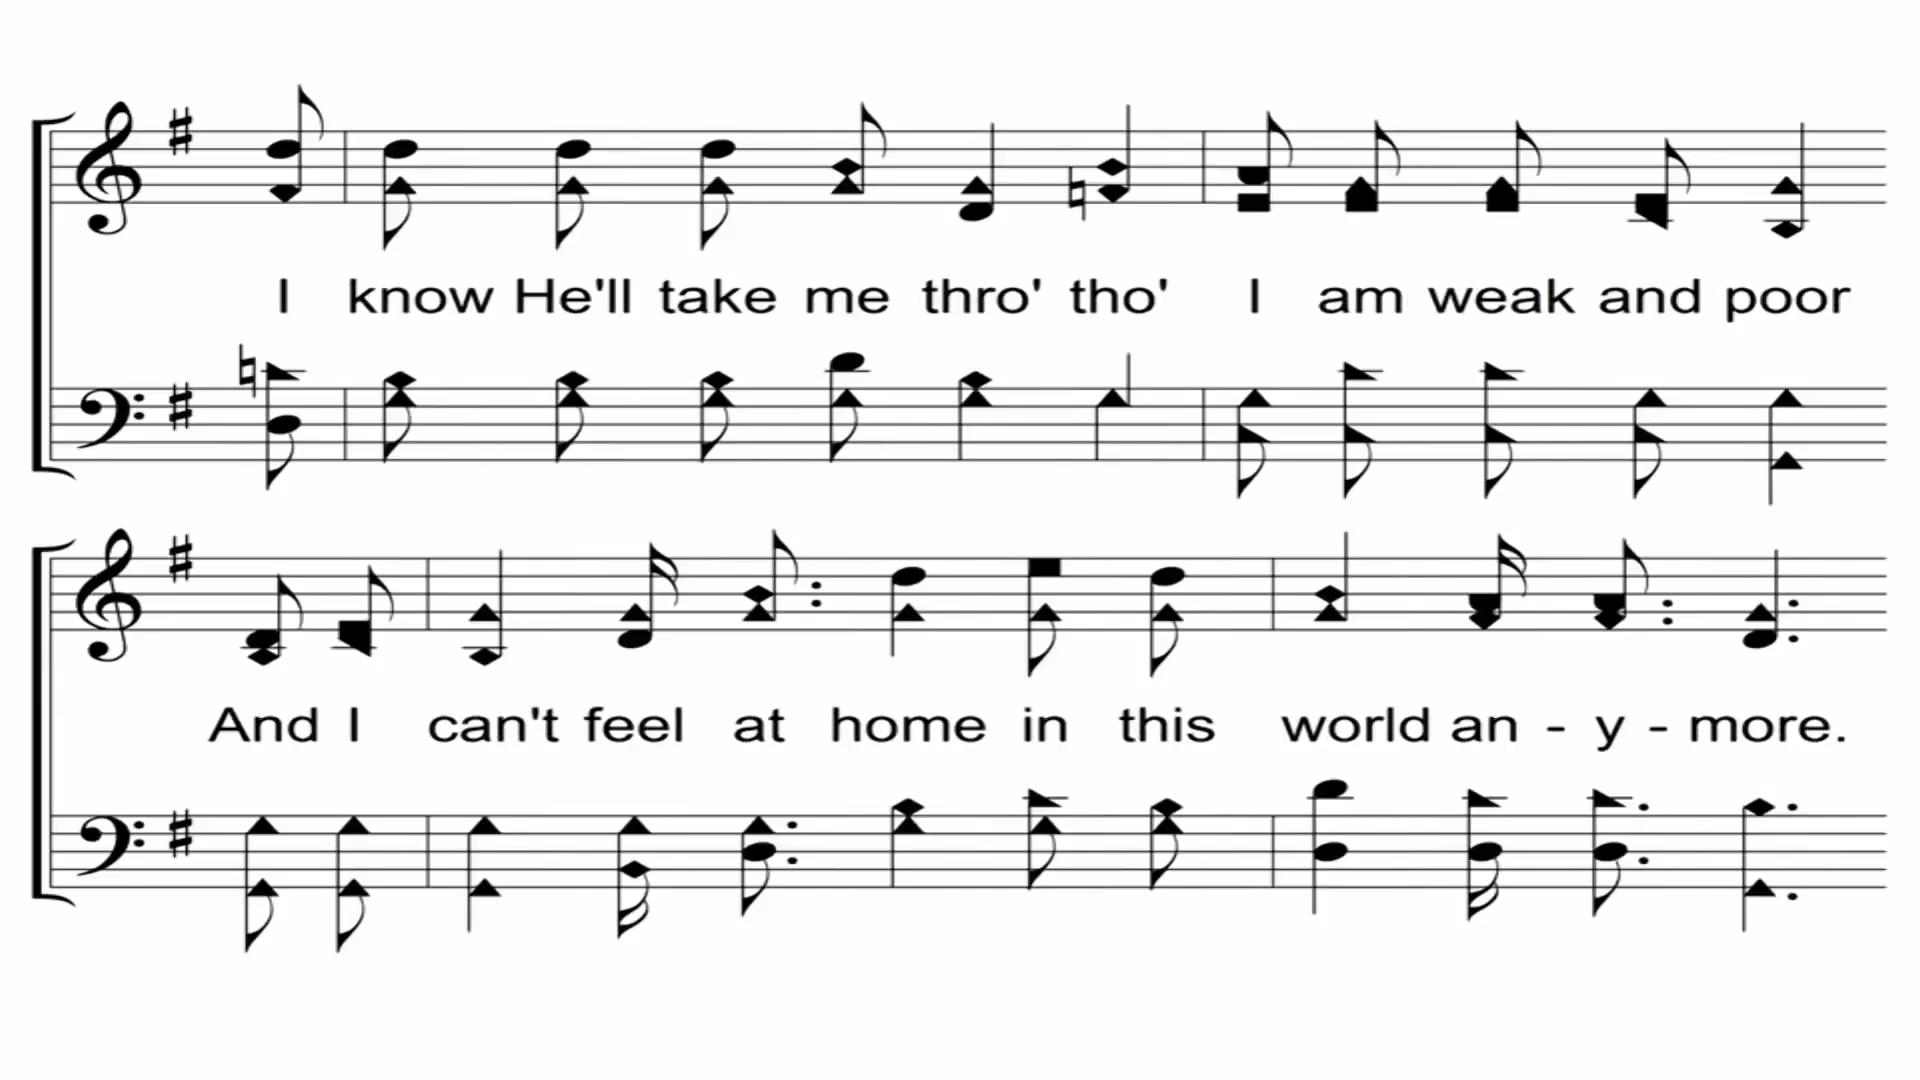 I know He'll take me thro' tho' I am weak and poor
And I can't feel at home in this world an - y - more.